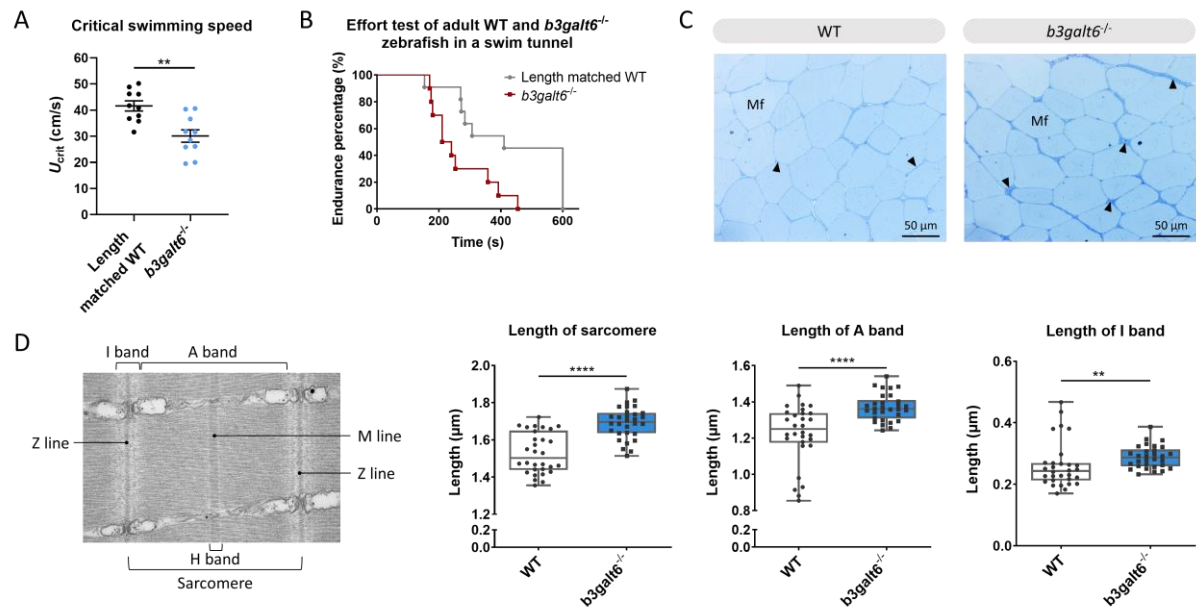 A
Critical swimming speed
**
60
50
40
30
20
10
0
U_crit (cm/s)
Length
matched WT
b3galt6-/-
B
Effort test of adult WT and b3galt6-/-
zebrafish in a swim tunnel
Length matched WT
b3galt6-/-
100
80
60
40
20
0
Endurance percentage (%)
0 200 400 600
Time (s)
C
WT
b3galt6-/-
Mf
50 µm
Mf
50 µm
D
I band A band
Z line
M line
Z line
H band
Sarcomere
Length of sarcomere
****
2.0
1.8
1.6
1.4
1.2
0.2
0.0
Length (µm)
WT
b3galt6-/-
Length of A band
****
1.6
1.4
1.2
1.0
0.8
0.2
0.0
Length (µm)
WT
b3galt6-/-
Length of I band
**
0.6
0.4
0.2
0.0
Length (µm)
WT
b3galt6-/-